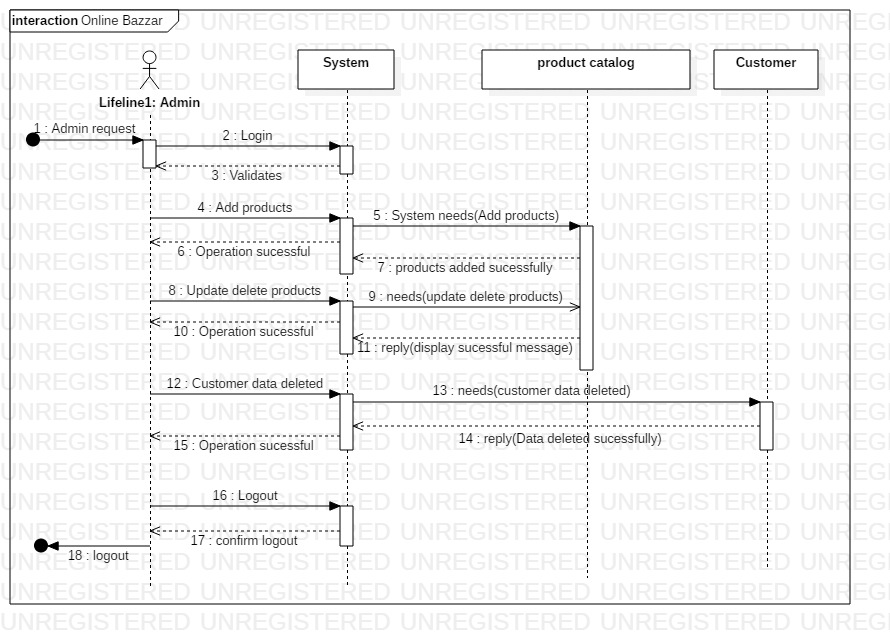 interaction Online Bazzar
System
product catalog
Customer
Lifeline1: Admin
1 : Admin request
2 : Login
3 : Validates
4 : Add products
5 : System needs(Add products)
6 : Operation sucessful
7 : products added sucessfully
8 : Update delete products
9 : needs(update delete products)
10 : Operation sucessful
11 : reply(display sucessful message)
12 : Customer data deleted
13 : needs(customer data deleted)
14 : reply(Data deleted sucessfully)
15 : Operation sucessful
16 : Logout
17 : confirm logout
18 : logout
UNREGISTERED